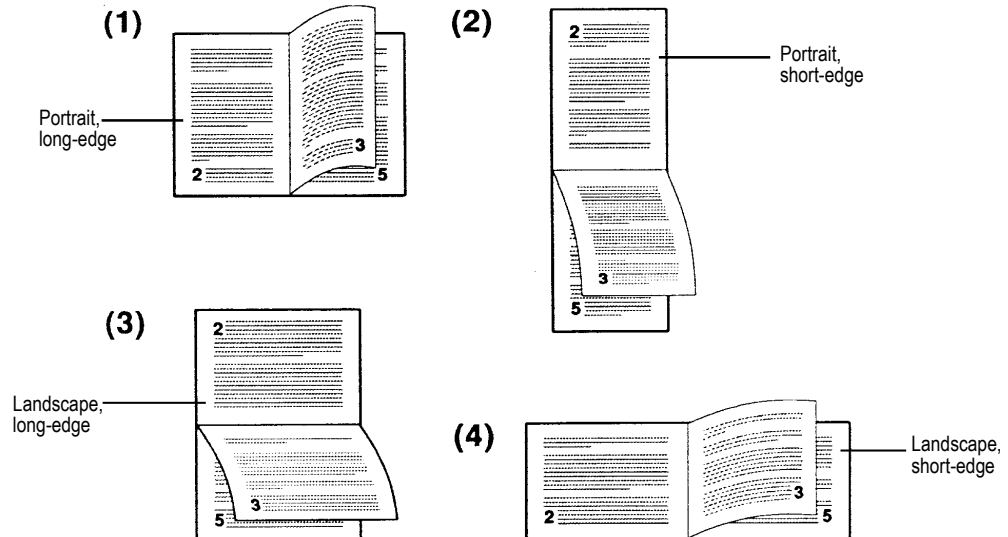 (1)
Portrait,
long-edge
2
3
5
(2)
Portrait,
short-edge
2
3
5
(3)
Landscape,
long-edge
2
3
5
(4)
Landscape,
short-edge
2
3
5